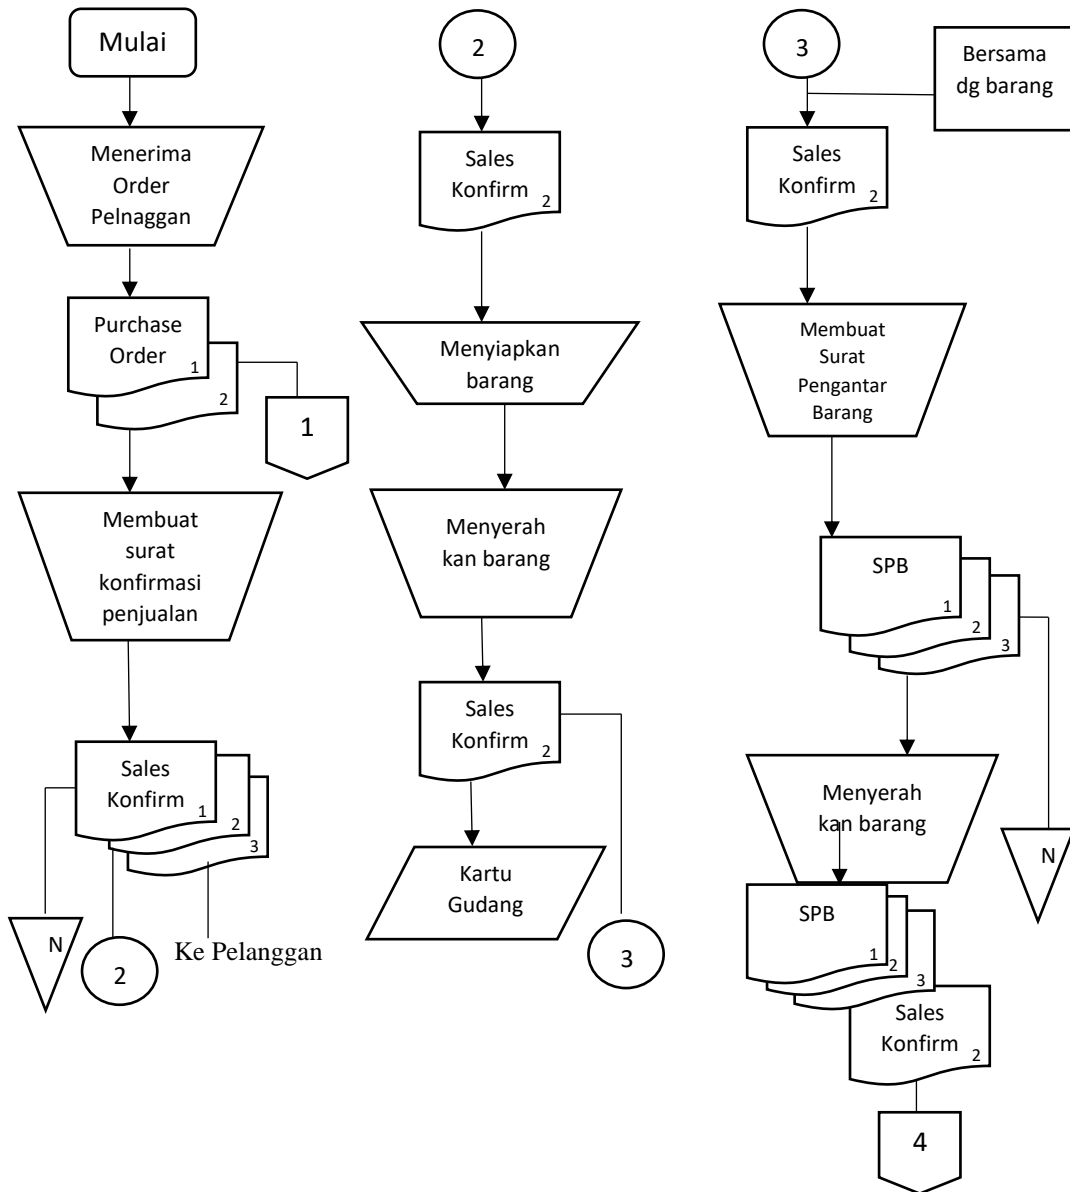 Mulai
Menerima
Order
Pelnaggan
Purchase
Order
1
2
1
Membuat
surat
konfirmasi
penjualan
Sales
Konfirm
1
2
3
N
2
Ke Pelanggan
2
Sales
Konfirm
2
Menyiapkan
barang
Menyerah
kan barang
Sales
Konfirm
2
Kartu
Gudang
3
3
Bersama
dg barang
Sales
Konfirm
2
Membuat
Surat
Pengantar
Barang
SPB
1
2
3
Menyerah
kan barang
N
SPB
1
2
3
Sales
Konfirm
2
4